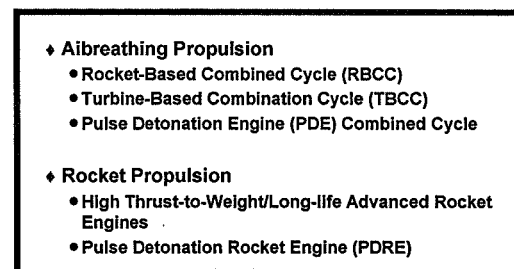 ♦ Aibreathing Propulsion
● Rocket-Based Combined Cycle (RBCC)
● Turbine-Based Combination Cycle (TBCC)
● Pulse Detonation Engine (PDE) Combined Cycle
♦ Rocket Propulsion
● High Thrust-to-Weight/Long-life Advanced Rocket
Engines
● Pulse Detonation Rocket Engine (PDRE)